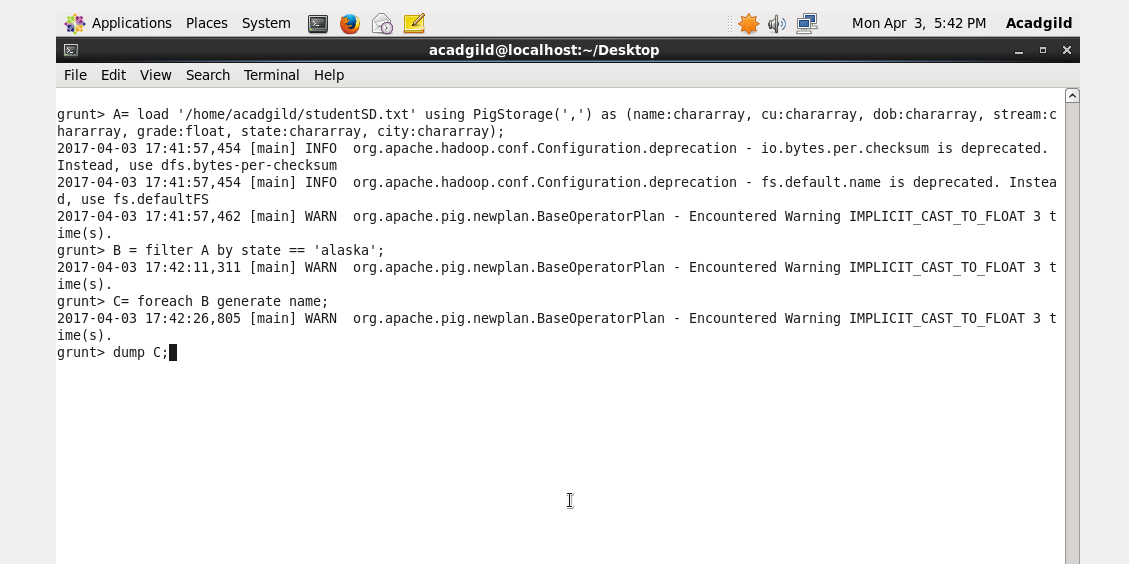 Applications Places System Mon Apr 3, 5:42 PM Acadgild
acadgild@localhost:~/Desktop
File Edit View Search Terminal Help
grunt> A= load '/home/acadgild/studentSD.txt' using PigStorage(',') as (name:chararray, cu:chararray, dob:chararray, stream:c
hararray, grade:float, state:chararray, city:chararray);
2017-04-03 17:41:57,454 [main] INFO  org.apache.hadoop.conf.Configuration.deprecation - io.bytes.per.checksum is deprecated.
Instead, use dfs.bytes-per-checksum
2017-04-03 17:41:57,454 [main] INFO  org.apache.hadoop.conf.Configuration.deprecation - fs.default.name is deprecated. Instea
d, use fs.defaultFS
2017-04-03 17:41:57,462 [main] WARN  org.apache.pig.newplan.BaseOperatorPlan - Encountered Warning IMPLICIT_CAST_TO_FLOAT 3 t
ime(s).
grunt> B = filter A by state == 'alaska';
2017-04-03 17:42:11,311 [main] WARN  org.apache.pig.newplan.BaseOperatorPlan - Encountered Warning IMPLICIT_CAST_TO_FLOAT 3 t
ime(s).
grunt> C= foreach B generate name;
2017-04-03 17:42:26,805 [main] WARN  org.apache.pig.newplan.BaseOperatorPlan - Encountered Warning IMPLICIT_CAST_TO_FLOAT 3 t
ime(s).
grunt> dump C;